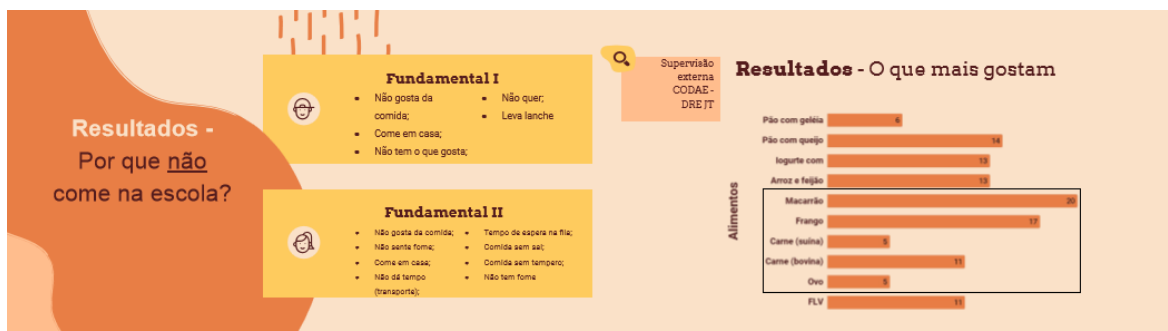 Resultados -
Por que não
come na escola?
Fundamental I
Não gosta da
comida;
Come em casa;
Não tem o que gosta;
Não quer;
Leva lanche
Fundamental II
Não gosta da comida;
Não sente fome;
Come em casa;
Não dá tempo
(transporte);
Tempo de espera na fila;
Comida sem sal;
Comida sem tempero;
Não tem fome
Supervisão
externa
CODAE -
DRE JT
Resultados - O que mais gostam
Alimentos
Pão com geléia 6
Pão com queijo 14
Iogurte com 13
Arroz e feijão 13
Macarrão 20
Frango 17
Carne (suína) 5
Carne (bovina) 11
Ovo 5
FLV 11